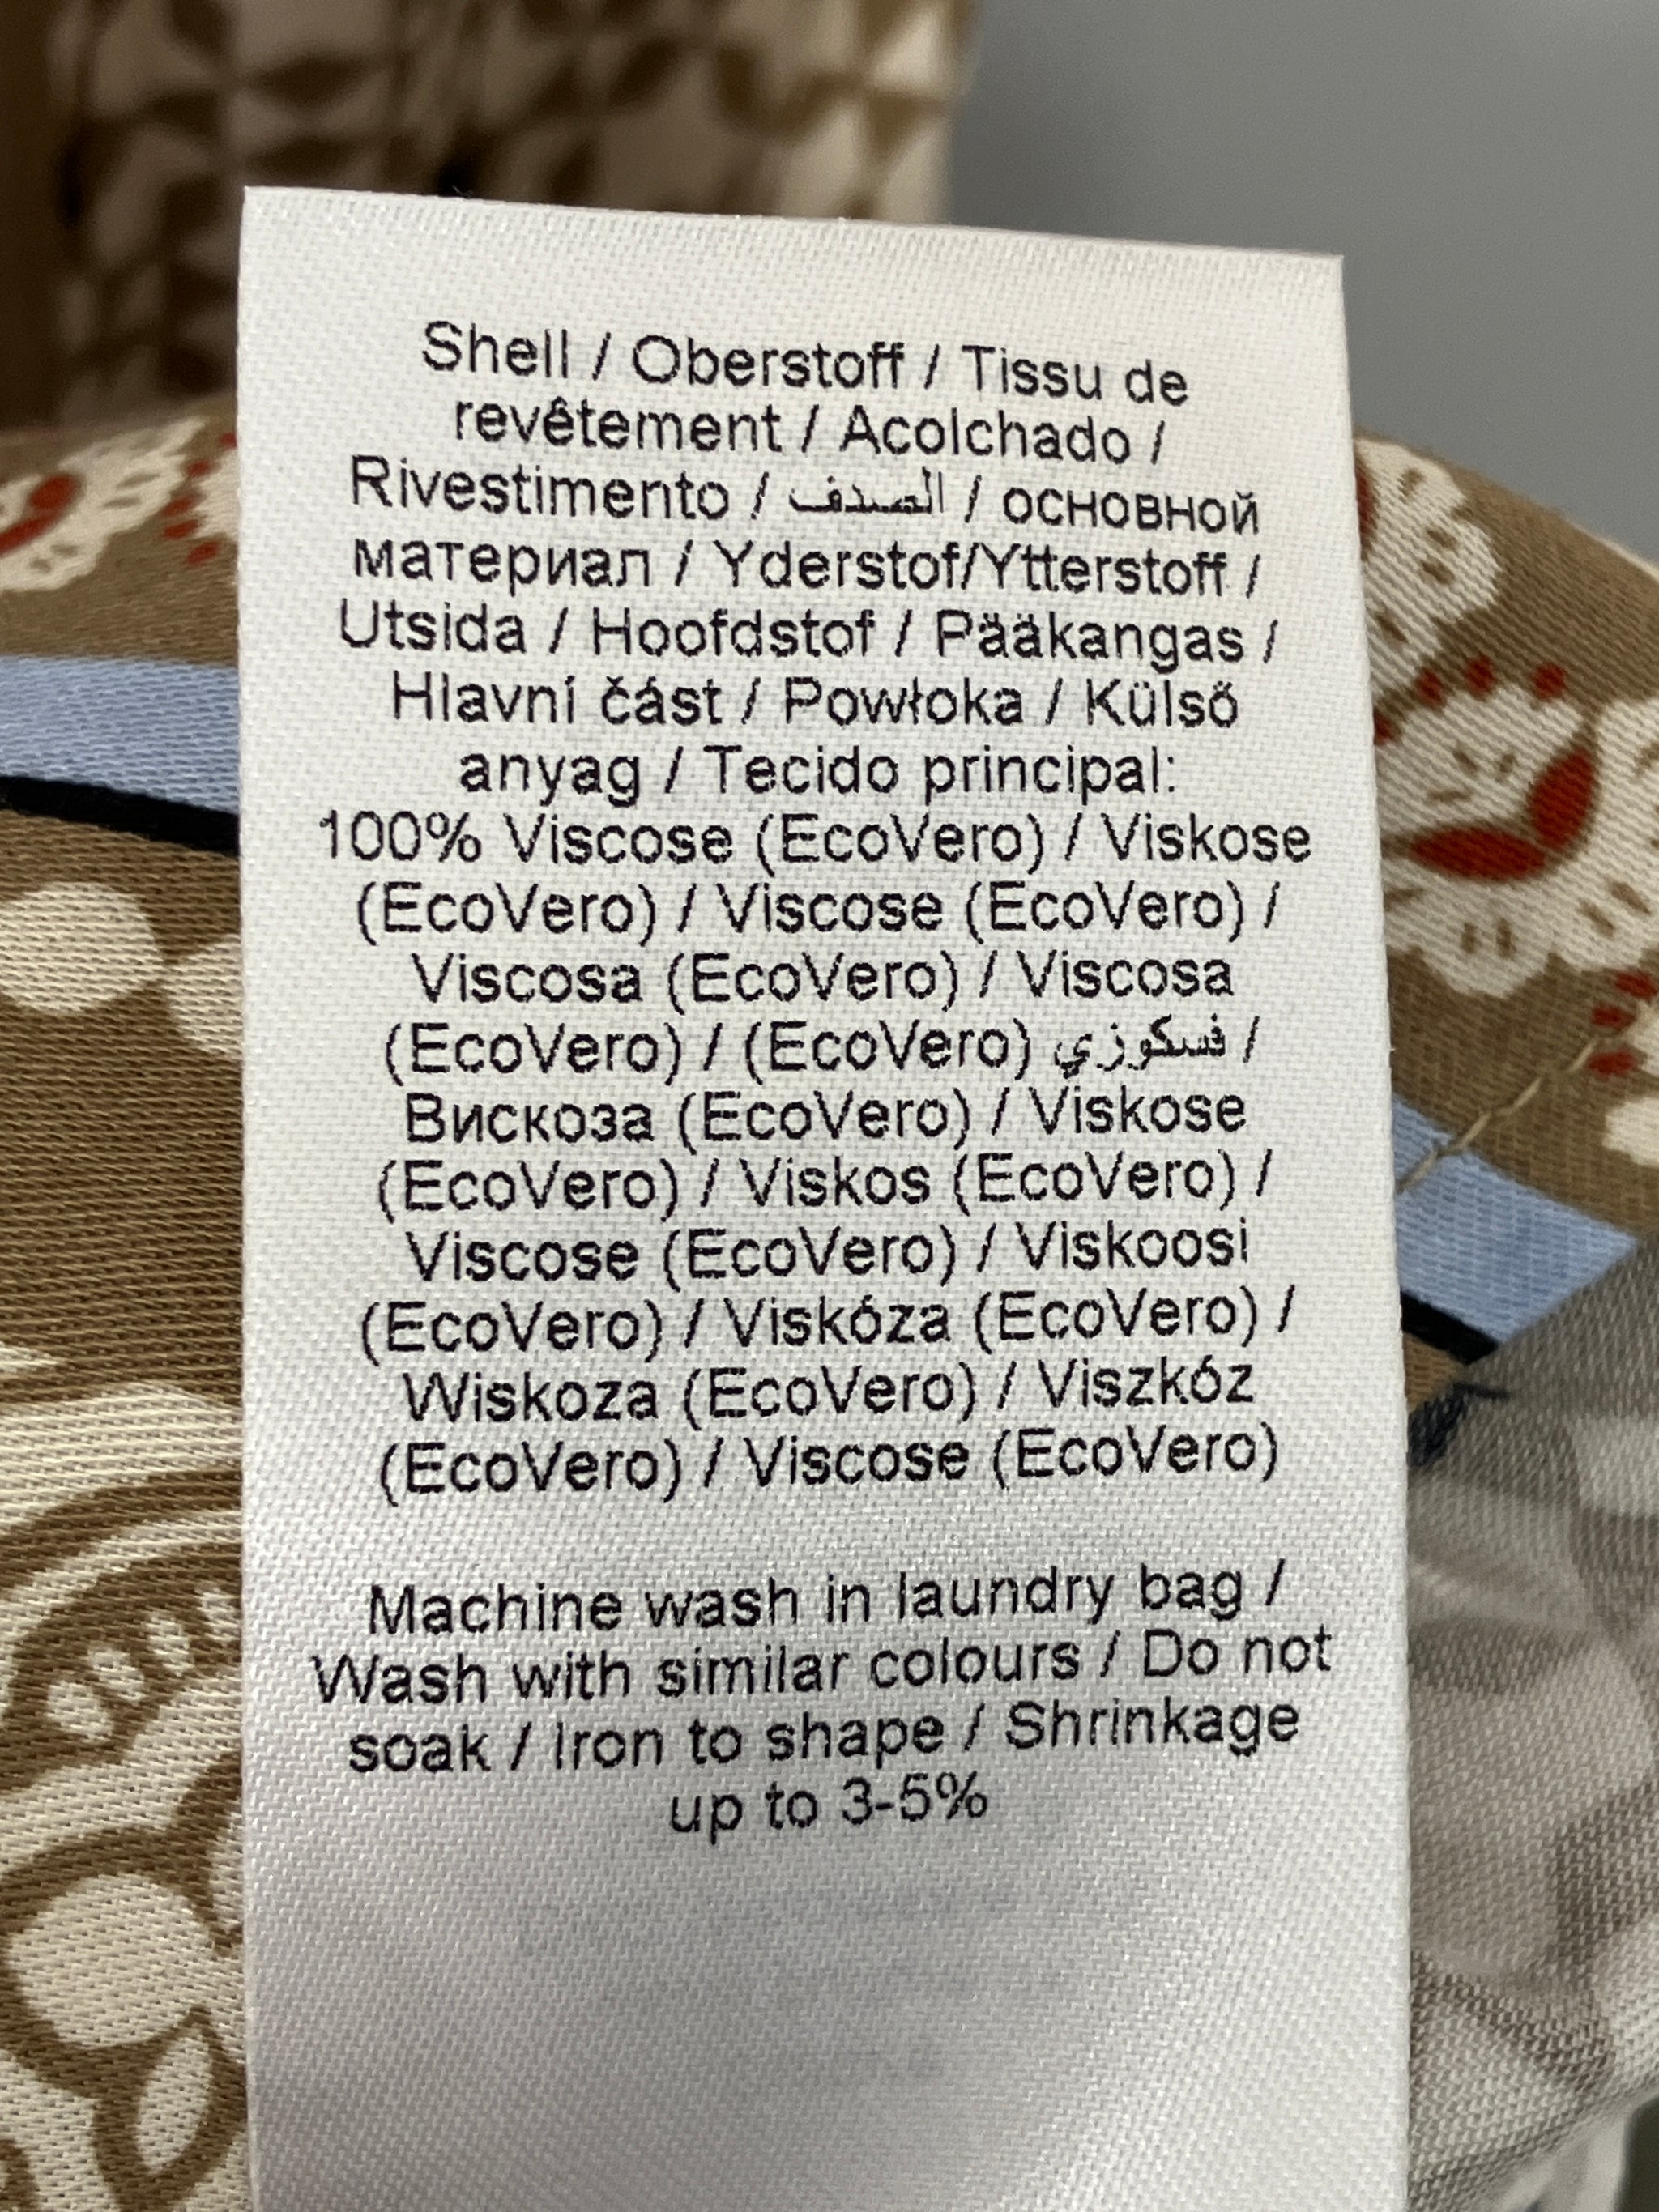 Shell / Oberstoff / Tissu de
revêtement / Acolchado /
Rivestimento / الصدف / основной
материал / Yderstof/Ytterstoff /
Utsida / Hoofdstof / Pääkangas /
Hlavní část / Powłoka / Külső
anyag / Tecido principal:
100% Viscose (EcoVero) / Viskose
(EcoVero) / Viscose (EcoVero) /
Viscosa (EcoVero) / Viscosa
(EcoVero) / (EcoVero) فسكوزي /
Вискоза (EcoVero) / Viskose
(EcoVero) / Viskos (EcoVero) /
Viscose (EcoVero) / Viskoosi
(EcoVero) / Viskóza (EcoVero) /
Wiskoza (EcoVero) / Viszkóz
(EcoVero) / Viscose (EcoVero)
Machine wash in laundry bag /
Wash with similar colours / Do not
soak / Iron to shape / Shrinkage
up to 3-5%